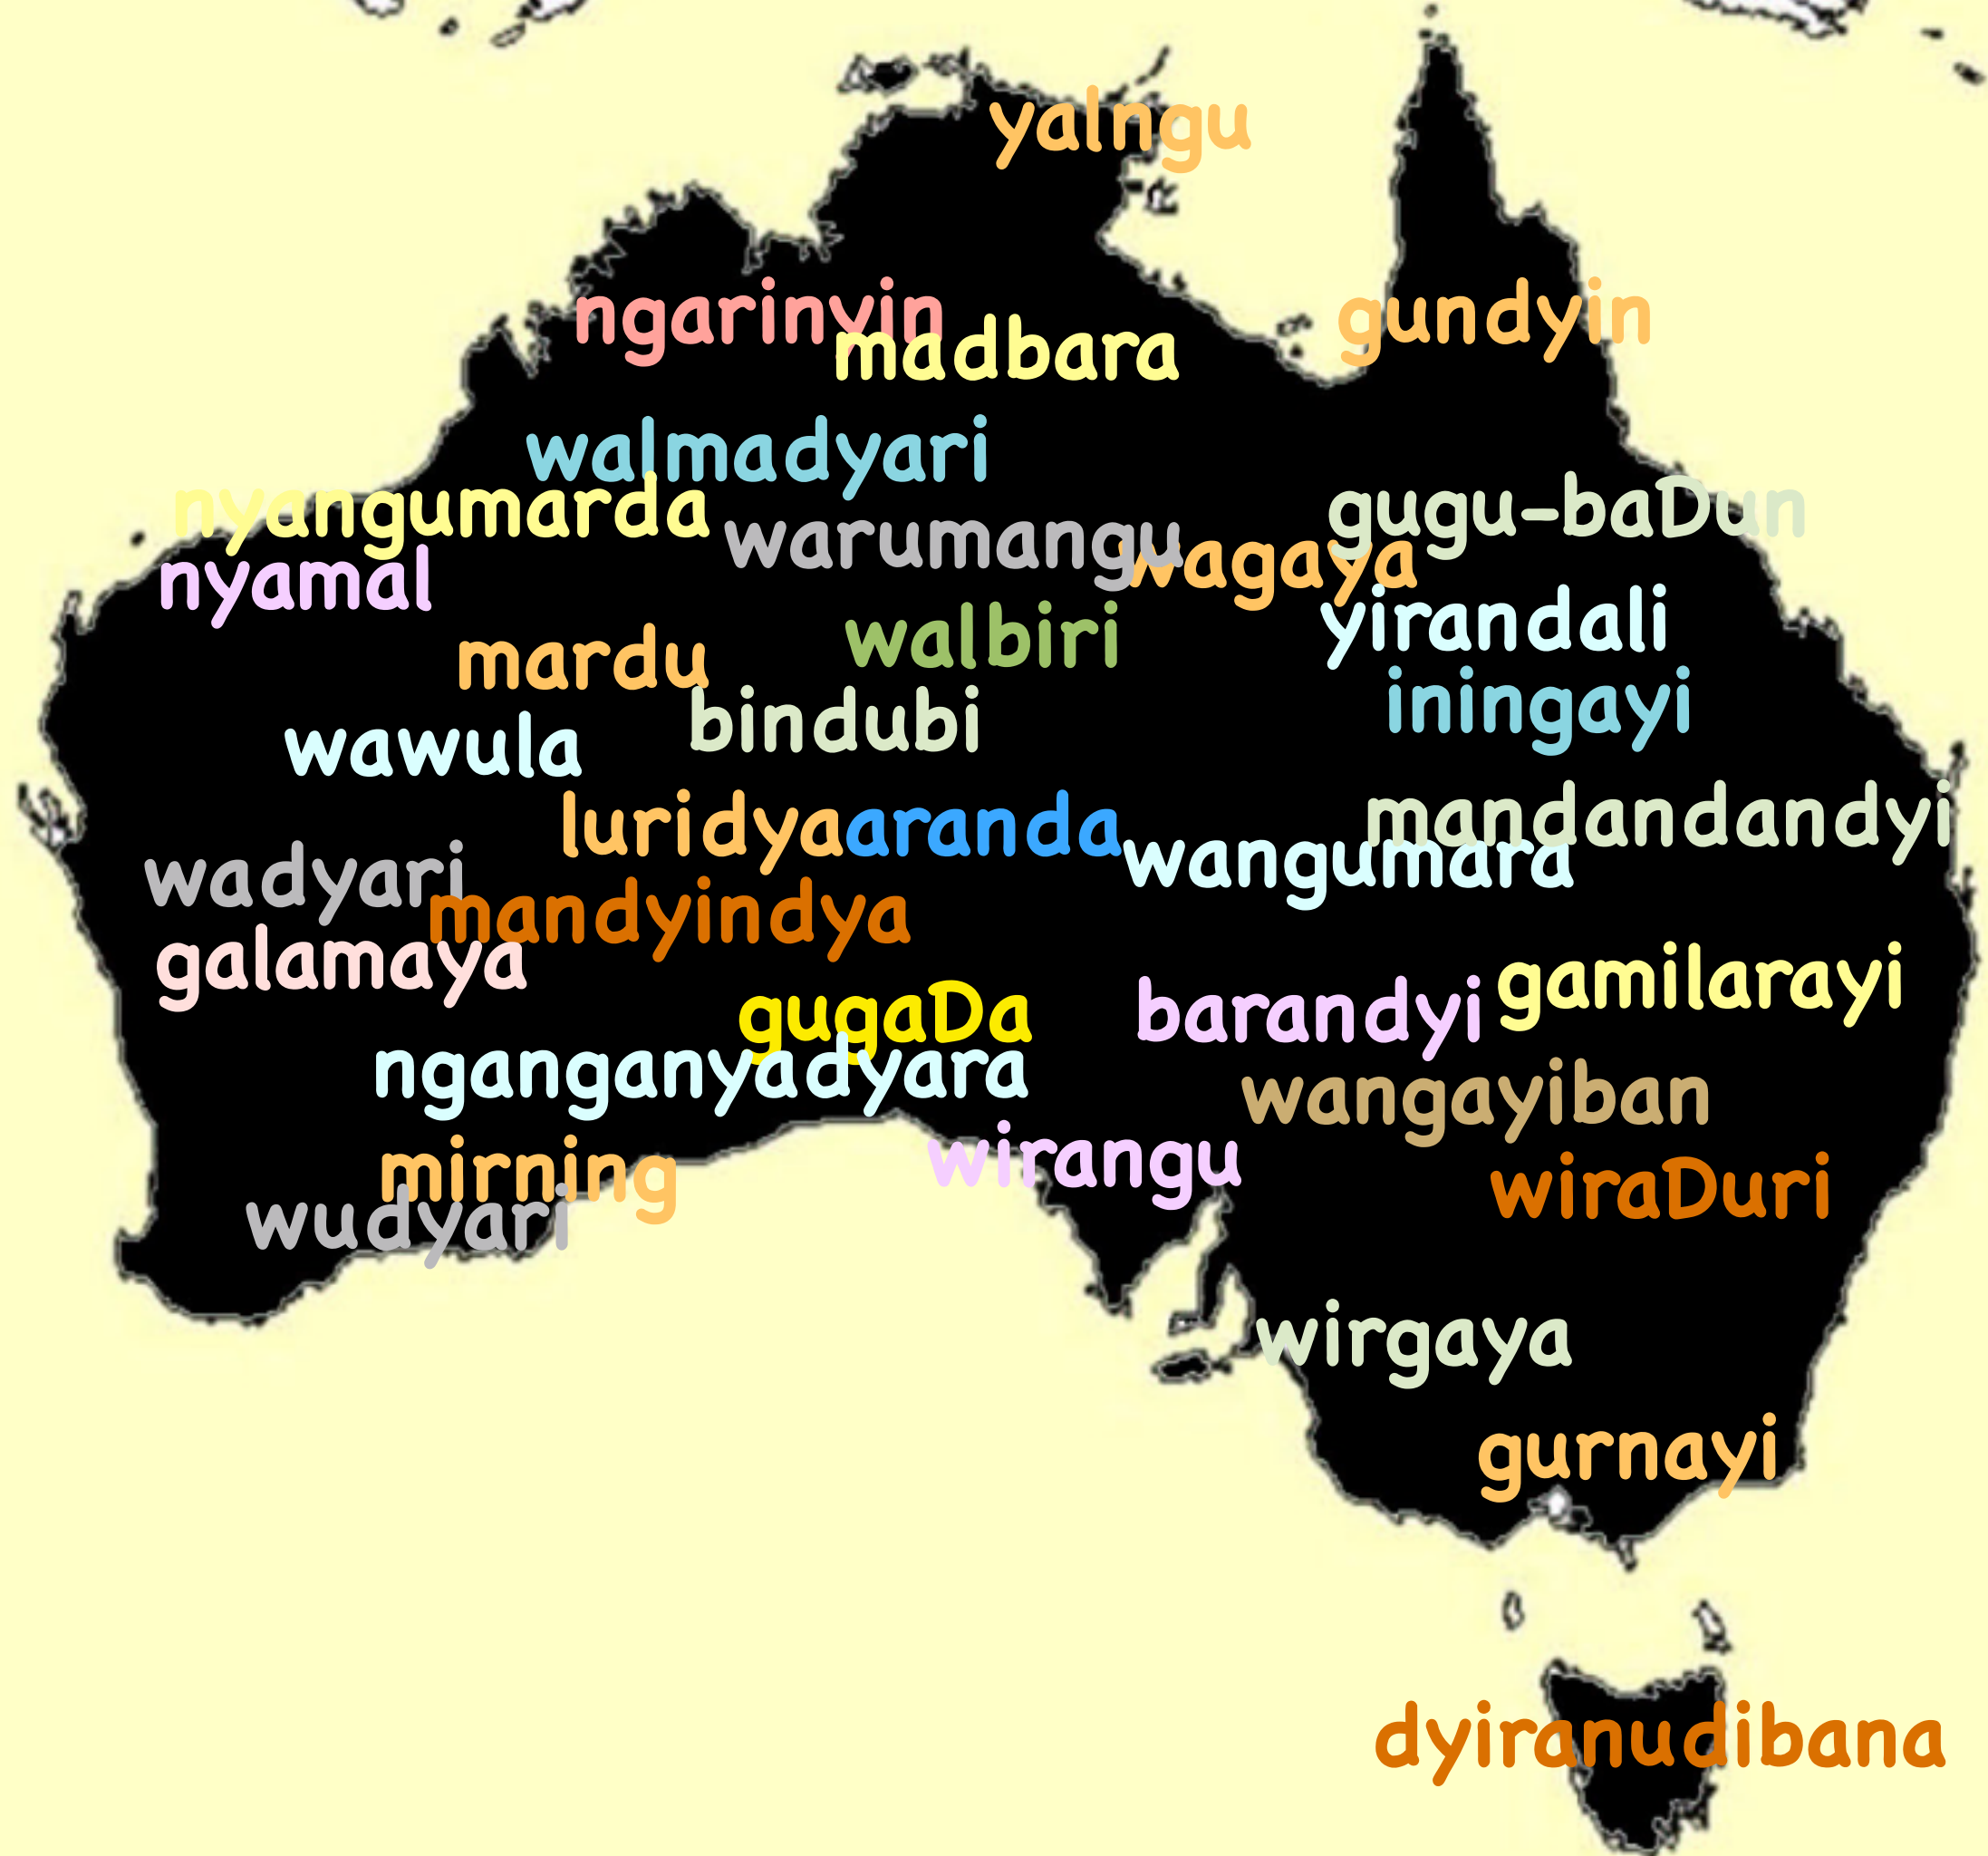 yalngu
ngarinyin
gundyin
madbara
walmadyari
nyangumarda
gugu-baDun
warumangu
wagaya
nyamal
yirandali
walbiri
mardu
iningayi
bindubi
wawula
mandandandyi
luridya
aranda
wangumara
wadyari
mandyindya
galamaya
gamilarayi
gugaDa
barandyi
nganganyadyara
wangayiban
wirangu
mirning
wiraDuri
wudyari
wirgaya
gurnayi
dyiranudibana